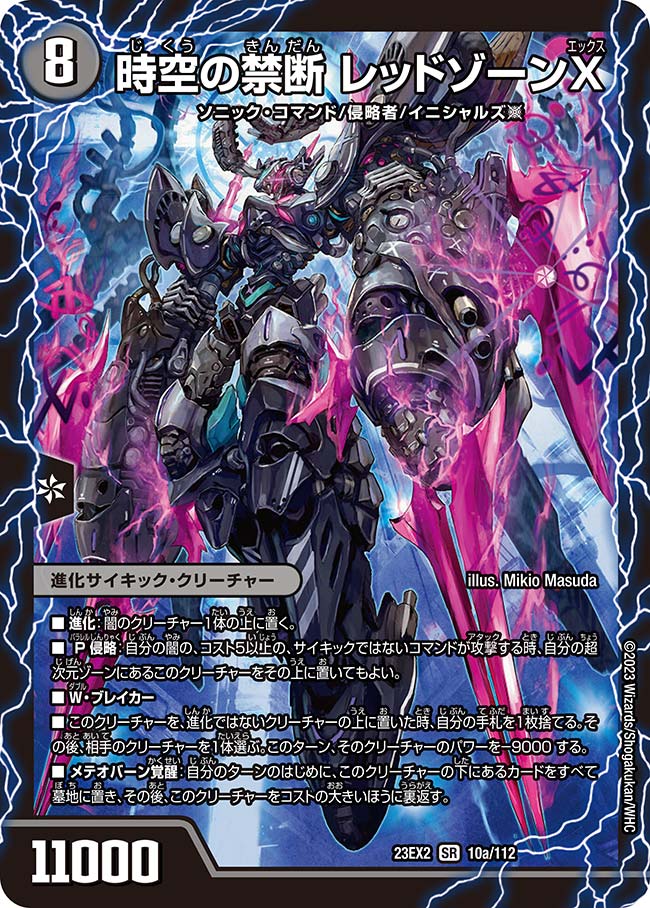 8
じくう きんだん エックス
時空の禁断 レッドゾーンX
ソニック・コマンド/侵略者/イニシャルズ
進化サイキック・クリーチャー
illus. Mikio Masuda
■進化:闇のクリーチャー1体の上に置く。
■P侵略:自分の闇の、コスト5以上の、サイキックではないコマンドが攻撃する時、自分の超
次元ゾーンにあるこのクリーチャーをその上に置いてもよい。
■W・ブレイカー
■このクリーチャーを、進化ではないクリーチャーの上に置いた時、自分の手札を1枚捨てる。そ
の後、相手のクリーチャーを1体選ぶ。このターン、そのクリーチャーのパワーを-9000する。
■メテオバーン覚醒:自分のターンのはじめに、このクリーチャーの下にあるカードをすべて
墓地に置き、その後、このクリーチャーをコストの大きいほうに裏返す。
©2023 Wizards/Shogakukan/WHC
11000
23EX2 SR 10a/112